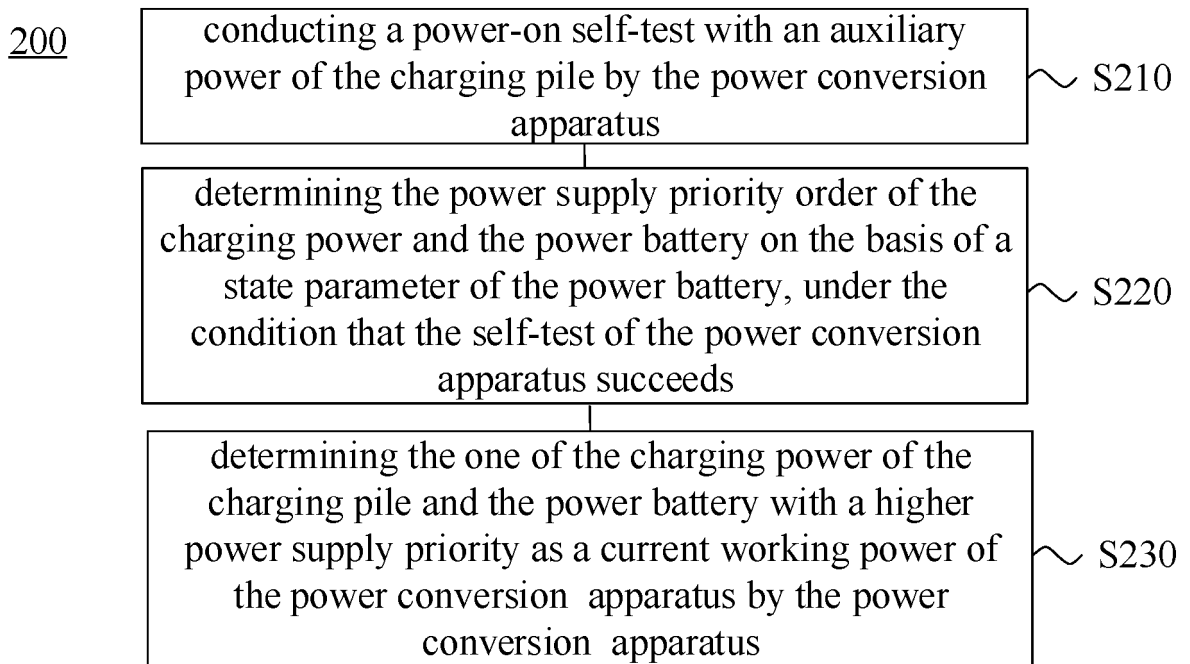 200
conducting a power-on self-test with an auxiliary
power of the charging pile by the power conversion
apparatus
S210
determining the power supply priority order of the
charging power and the power battery on the basis of a
state parameter of the power battery, under the
condition that the self-test of the power conversion
apparatus succeeds
S220
determining the one of the charging power of the
charging pile and the power battery with a higher
power supply priority as a current working power of
the power conversion apparatus by the power
conversion apparatus
S230